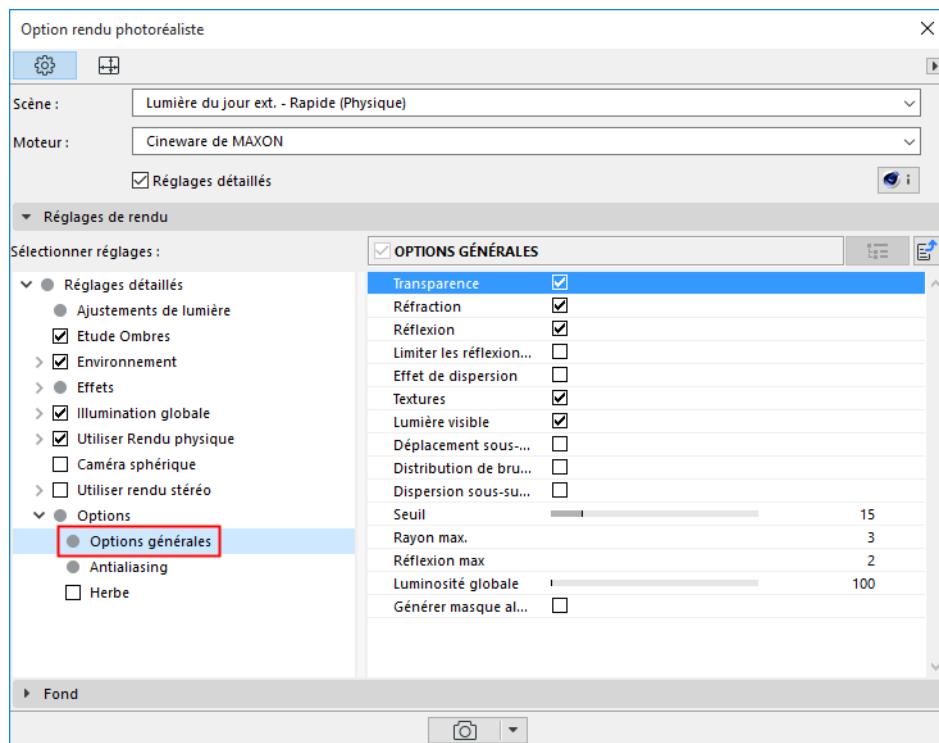 Option rendu photoréaliste
Scène :
Lumière du jour ext. - Rapide (Physique)
Moteur :
Cineware de MAXON
Réglages détaillés
i
Réglages de rendu
Sélectionner réglages :
OPTIONS GÉNÉRALES
Réglages détaillés
Ajustements de lumière
Etude Ombres
Environnement
Effets
Illumination globale
Utiliser Rendu physique
Caméra sphérique
Utiliser rendu stéréo
Options
Options générales
Antialiasing
Herbe
Transparence
Réfraction
Réflexion
Limiter les réflexion...
Effet de dispersion
Textures
Lumière visible
Déplacement sous-...
Distribution de bru...
Dispersion sous-su...
Seuil 15
Rayon max. 3
Réflexion max 2
Luminosité globale 100
Générer masque al...
Fond